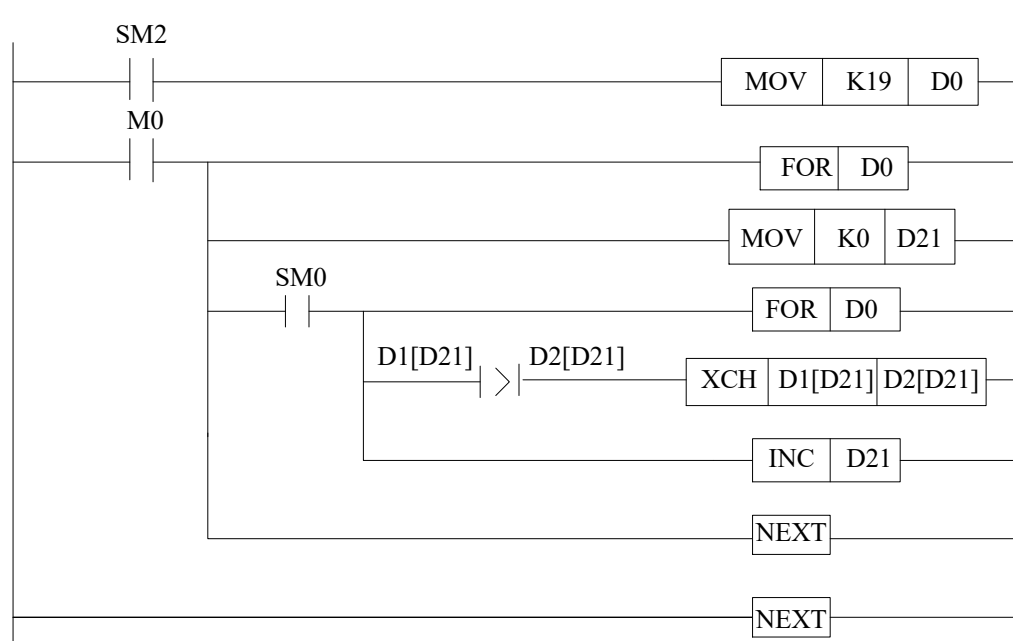 SM2
MOV K19 D0
M0
FOR D0
MOV K0 D21
SM0
FOR D0
D1[D21] > D2[D21] XCH D1[D21] D2[D21]
INC D21
NEXT
NEXT